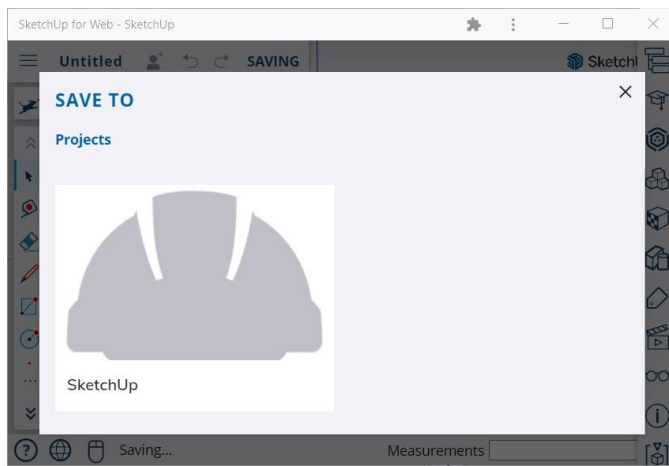 SketchUp for Web - SketchUp
Untitled SAVING Sketch
SAVE TO
Projects
SketchUp
Saving...
Measurements